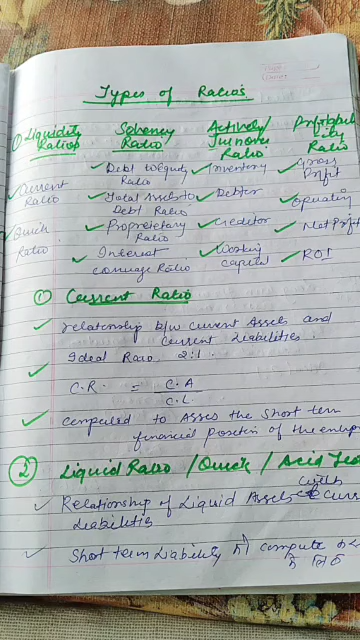 Types of Ratios
① Liquidity Ratios
Solvency Ratio
Activity/ Turnover Ratio
Profitability Ratio
Current Ratio
Quick Ratio
Debt to equity Ratio
Total Assets to Debt Ratio
Proprietary Ratio
Interest coverage Ratio
Inventory
Debtor
Creditor
Working capital
Gross Profit
Operating
Net Profit
ROI
① Current Ratio
relationship b/w current Assets and
current liabilities.
Ideal Ratio 2:1.
C.R. = C.A
C.L.
computed to Asses the short term
financial position of the
② Liquid Ratio / Quick / Acid
Relationship of Liquid Assets with
Liabilities
Short term liability को compute